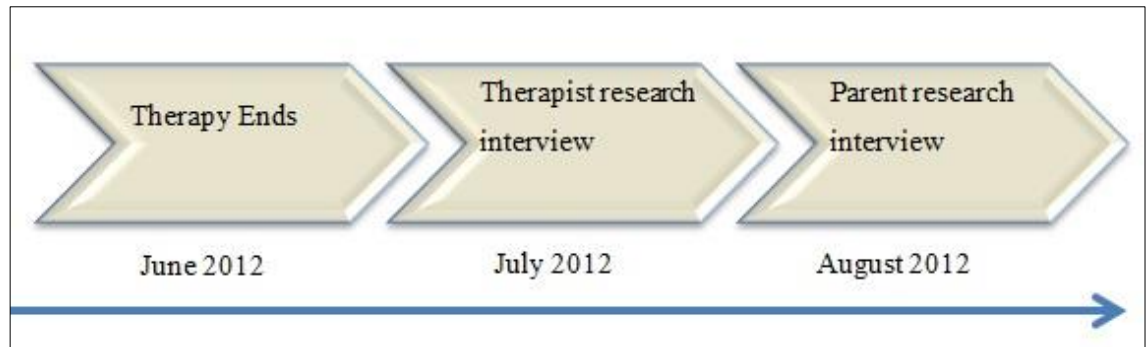 Therapy Ends
Therapist research
interview
Parent research
interview
June 2012
July 2012
August 2012